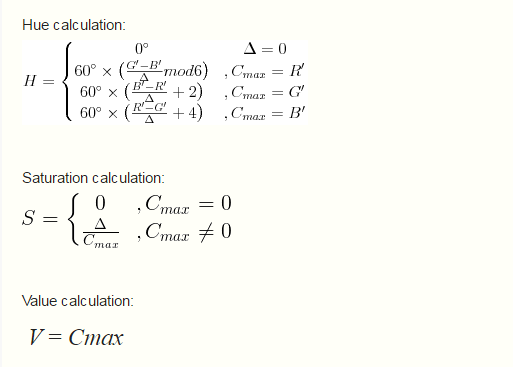 Hue calculation:
H = { 0° Δ = 0
60° × (G'−B'/Δ mod6) , Cmax = R'
60° × (B'−R'/Δ + 2) , Cmax = G'
60° × (R'−G'/Δ + 4) , Cmax = B'
Saturation calculation:
S = { 0 , Cmax = 0
Δ/Cmax , Cmax ≠ 0
Value calculation:
V = Cmax